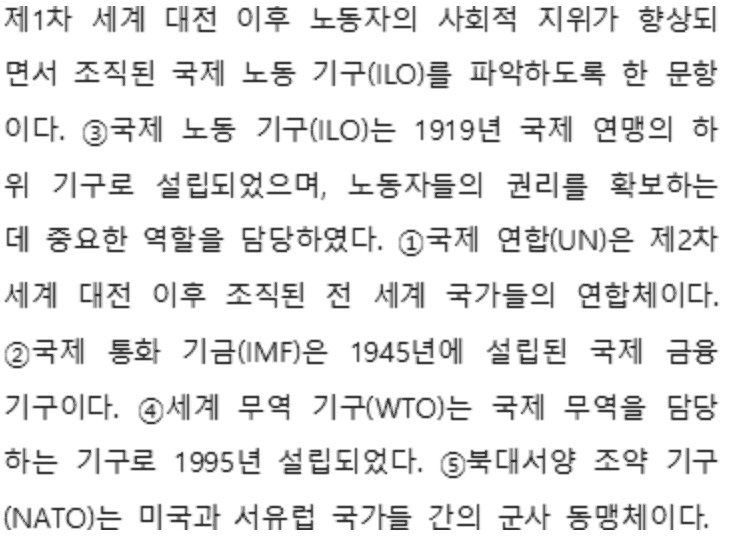 제1차 세계 대전 이후 노동자의 사회적 지위가 향상되
면서 조직된 국제 노동 기구(ILO)를 파악하도록 한 문항
이다. ③국제 노동 기구(ILO)는 1919년 국제 연맹의 하
위 기구로 설립되었으며, 노동자들의 권리를 확보하는
데 중요한 역할을 담당하였다. ①국제 연합(UN)은 제2차
세계 대전 이후 조직된 전 세계 국가들의 연합체이다.
②국제 통화 기금(IMF)은 1945년에 설립된 국제 금융
기구이다. ④세계 무역 기구(WTO)는 국제 무역을 담당
하는 기구로 1995년 설립되었다. ⑤북대서양 조약 기구
(NATO)는 미국과 서유럽 국가들 간의 군사 동맹체이다.